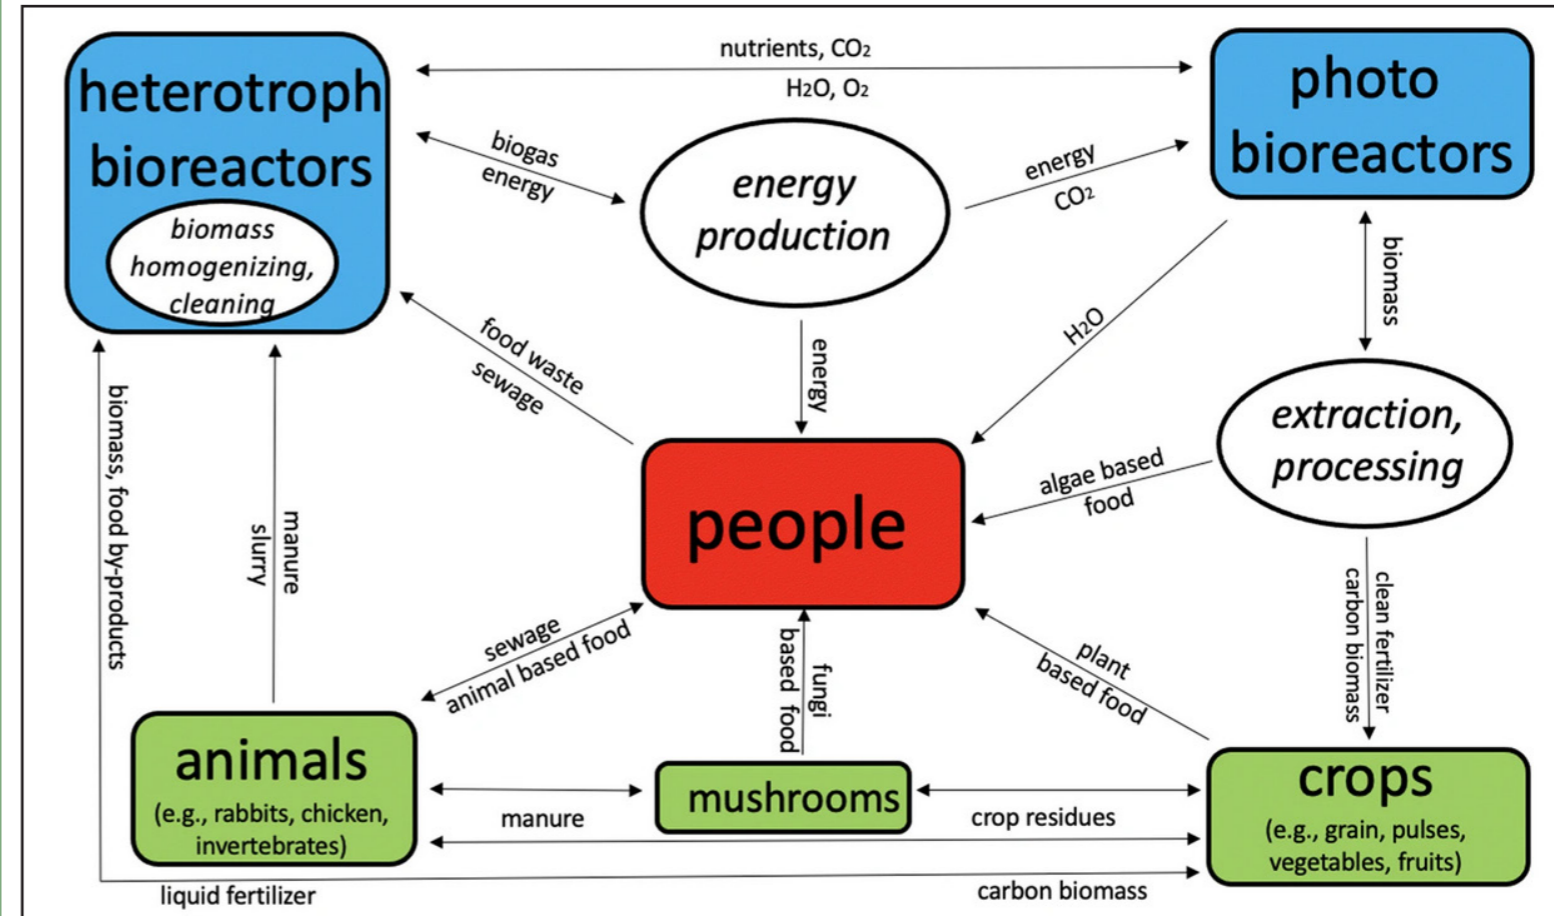 nutrients, CO₂
H₂O, O₂
heterotroph
bioreactors
biomass
homogenizing,
cleaning
photo
bioreactors
biogas
energy
energy
production
energy
CO₂
biomass
food waste
sewage
energy
H₂O
extraction,
processing
algae based
food
people
biomass, food by-products
manure
slurry
clean fertilizer
carbon biomass
sewage
animal based food
fungi
based food
plant
based food
animals
(e.g., rabbits, chicken,
invertebrates)
manure
mushrooms
crop residues
crops
(e.g., grain, pulses,
vegetables, fruits)
liquid fertilizer
carbon biomass